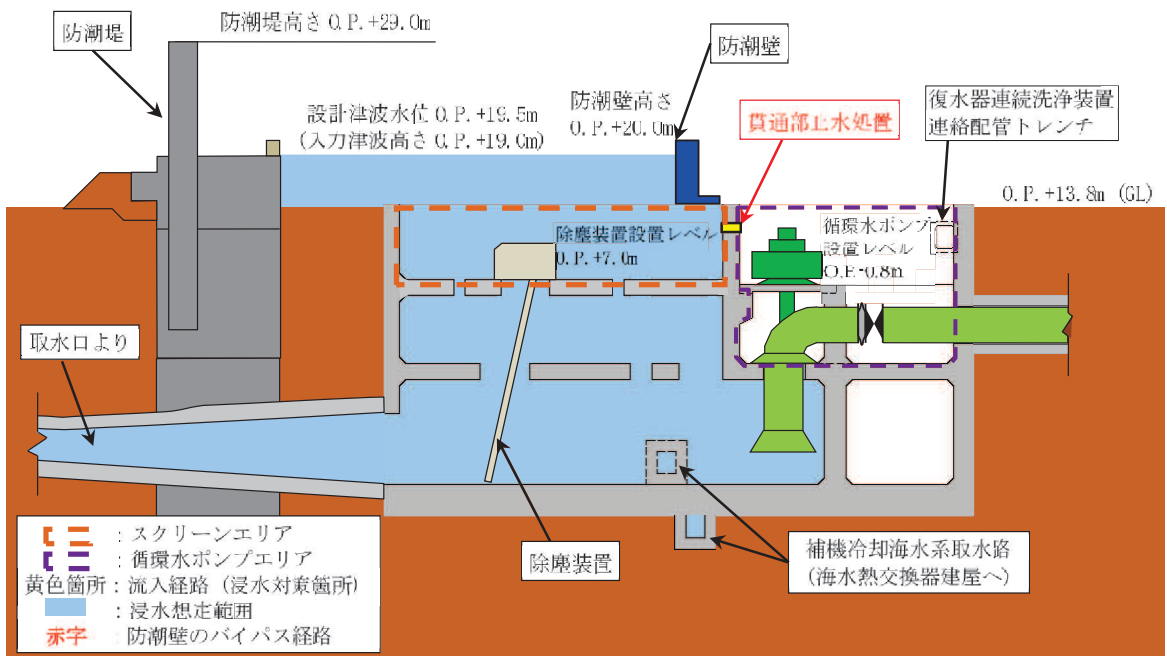 防潮堤高さ O.P.+29.0m
防潮堤
防潮壁
設計津波水位 O.P.+19.5m
(入力津波高さ O.P.+19.0m)
防潮壁高さ
O.P.+20.0m
貫通部止水処置
復水器連続洗浄装置
連絡配管トレンチ
O.P.+13.8m (GL)
除塵装置設置レベル
O.P.+7.0m
循環水ポンプ
設置レベル
O.P.-0.8m
取水口より
除塵装置
補機冷却海水系取水路
(海水熱交換器建屋へ)
：スクリーンエリア
：循環水ポンプエリア
黄色箇所：流入経路（浸水対策箇所）
：浸水想定範囲
赤字：防潮壁のバイパス経路